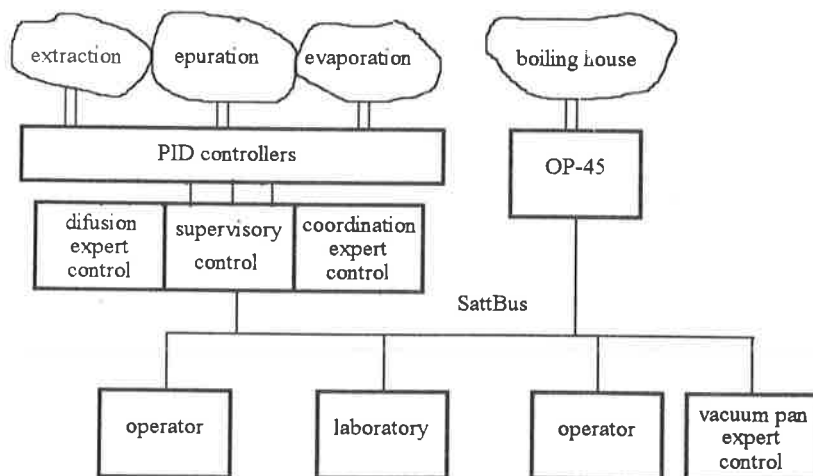 extraction
epuration
evaporation
boiling house
PID controllers
OP-45
difusion
expert
control
supervisory
control
coordination
expert
control
SattBus
operator
laboratory
operator
vacuum pan
expert
control